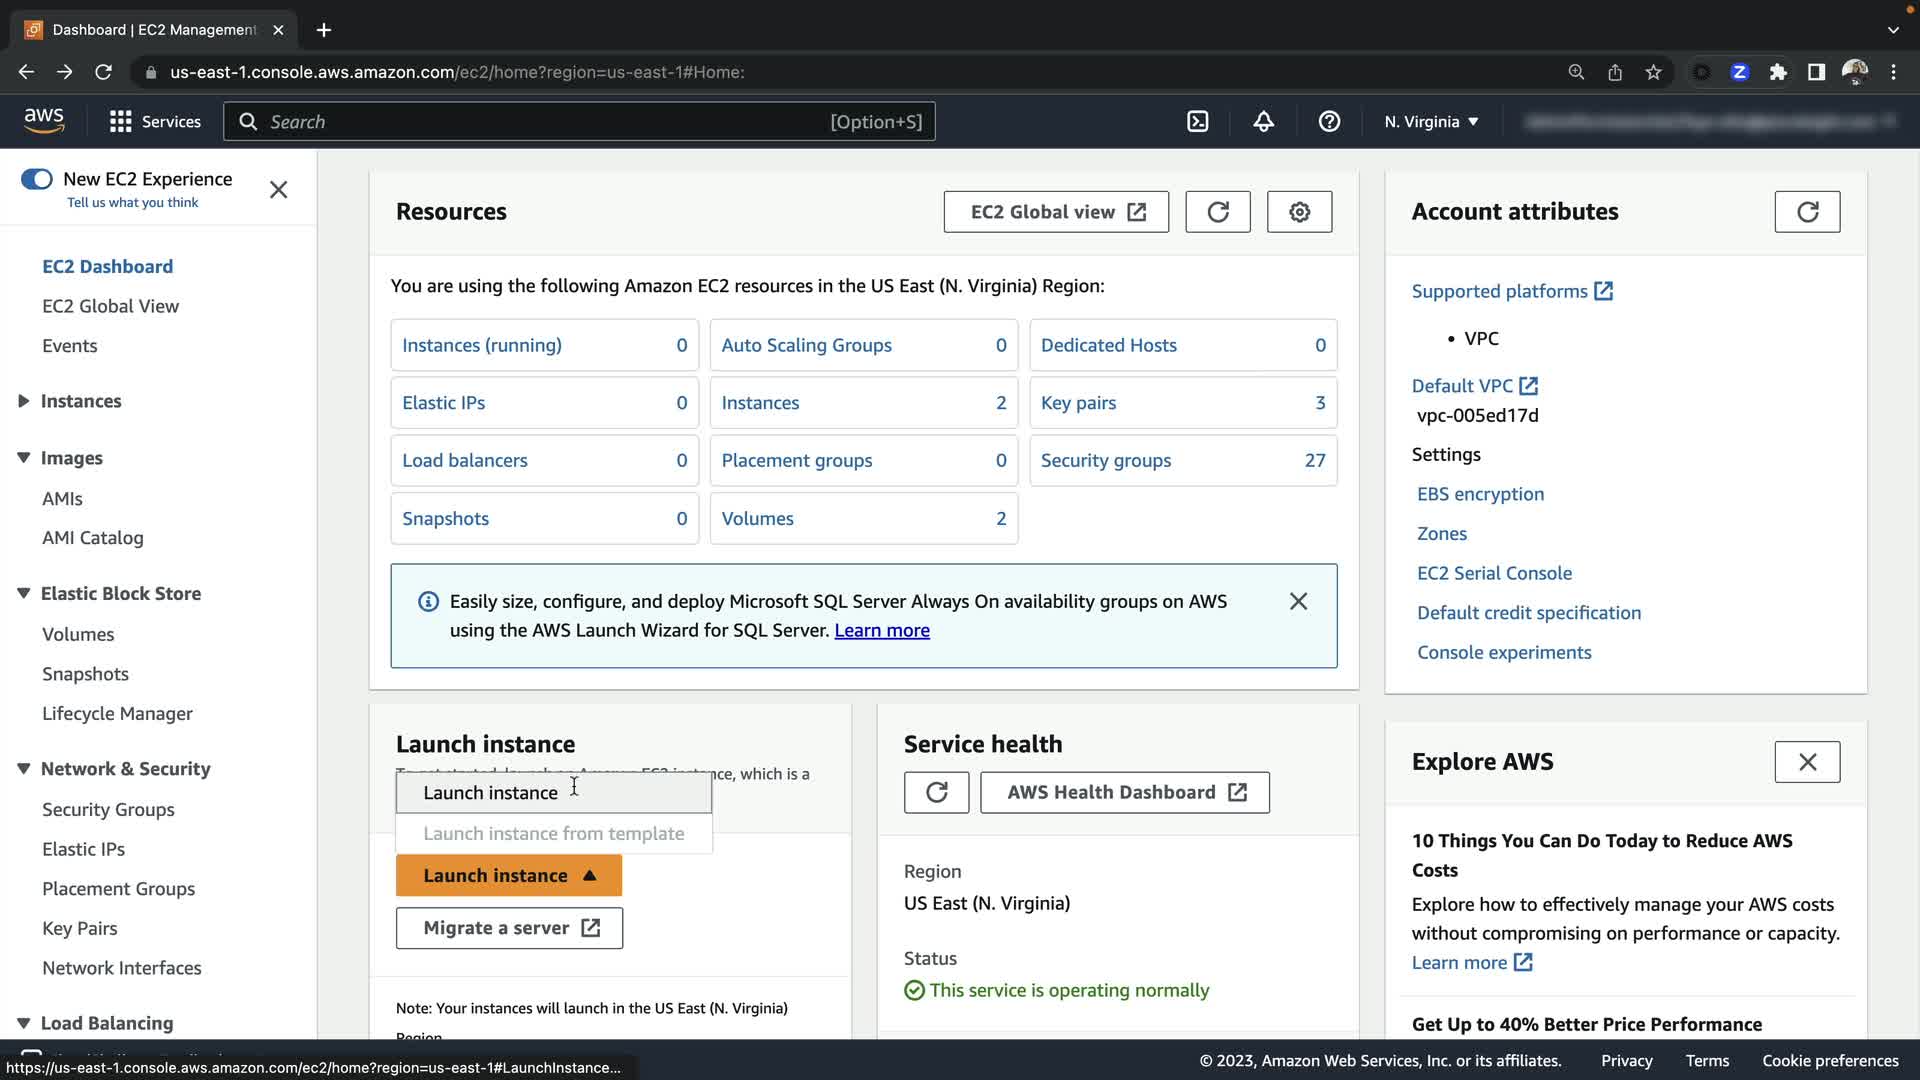 Dashboard | EC2 Management
us-east-1.console.aws.amazon.com/ec2/home?region=us-east-1#Home:
Z
aws
Services
Search
[Option+S]
N. Virginia
New EC2 Experience
Tell us what you think
EC2 Dashboard
EC2 Global View
Events
Instances
Images
AMIs
AMI Catalog
Elastic Block Store
Volumes
Snapshots
Lifecycle Manager
Network & Security
Security Groups
Elastic IPs
Placement Groups
Key Pairs
Network Interfaces
Load Balancing
Resources
EC2 Global view
You are using the following Amazon EC2 resources in the US East (N. Virginia) Region:
Instances (running) 0
Auto Scaling Groups 0
Dedicated Hosts 0
Elastic IPs 0
Instances 2
Key pairs 3
Load balancers 0
Placement groups 0
Security groups 27
Snapshots 0
Volumes 2
Easily size, configure, and deploy Microsoft SQL Server Always On availability groups on AWS
using the AWS Launch Wizard for SQL Server. Learn more
Launch instance
which is a
Launch instance
Launch instance from template
Launch instance
Migrate a server
Note: Your instances will launch in the US East (N. Virginia)
Region
Service health
AWS Health Dashboard
Region
US East (N. Virginia)
Status
This service is operating normally
Account attributes
Supported platforms
• VPC
Default VPC
vpc-005ed17d
Settings
EBS encryption
Zones
EC2 Serial Console
Default credit specification
Console experiments
Explore AWS
10 Things You Can Do Today to Reduce AWS
Costs
Explore how to effectively manage your AWS costs
without compromising on performance or capacity.
Learn more
Get Up to 40% Better Price Performance
https://us-east-1.console.aws.amazon.com/ec2/home?region=us-east-1#LaunchInstance...
© 2023, Amazon Web Services, Inc. or its affiliates.
Privacy
Terms
Cookie preferences